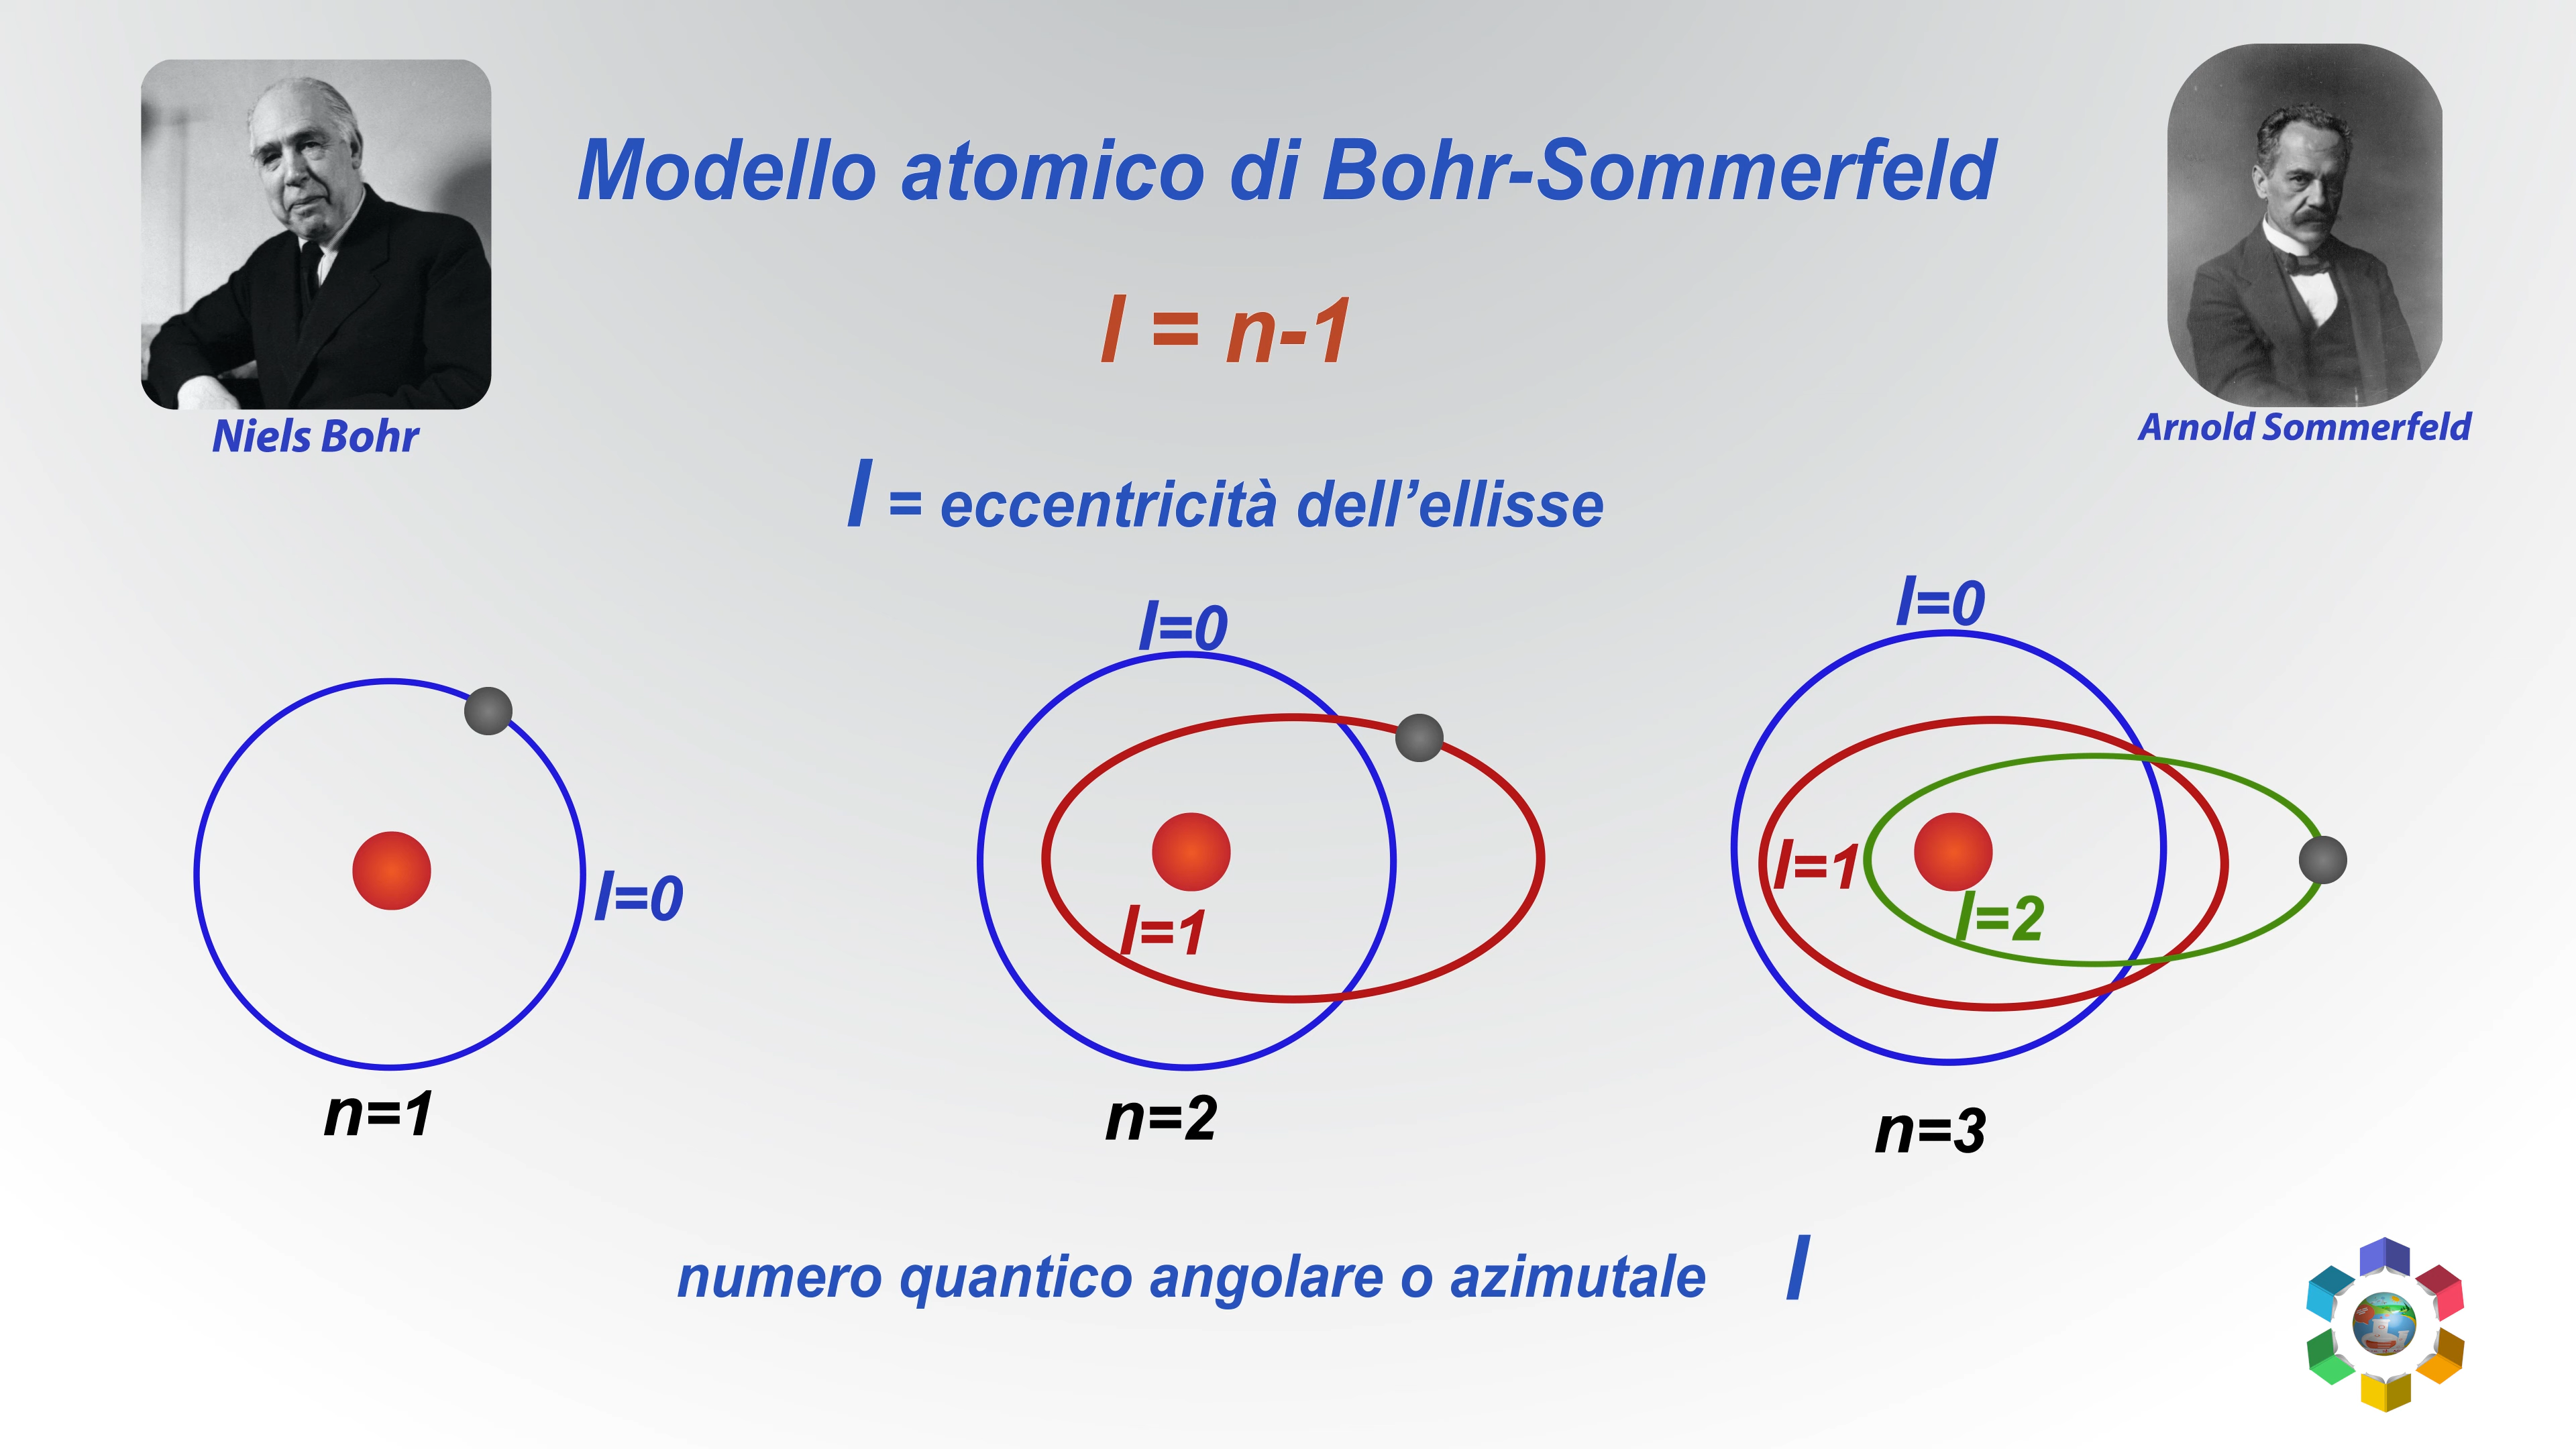 Modello atomico di Bohr-Sommerfeld
l = n-1
Niels Bohr
Arnold Sommerfeld
l = eccentricità dell’ellisse
l=0
l=0
l=0
l=1
l=1
l=2
n=1
n=2
n=3
numero quantico angolare o azimutale l